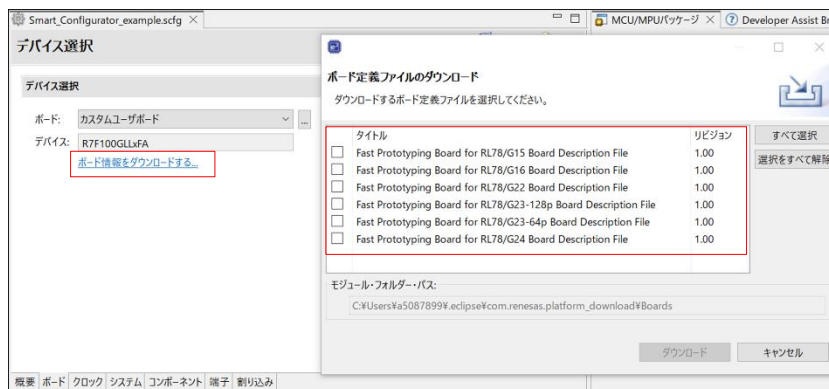 Smart_Configurator_example.scfg
MCU/MPUパッケージ
Developer Assist
デバイス選択
デバイス選択
ボード:
カスタムユーザボード
...
デバイス:
R7F100GLLxFA
ボード情報をダウンロードする...
ボード定義ファイルのダウンロード
ダウンロードするボード定義ファイルを選択してください。
タイトル リビジョン
Fast Prototyping Board for RL78/G15 Board Description File 1.00
Fast Prototyping Board for RL78/G16 Board Description File 1.00
Fast Prototyping Board for RL78/G22 Board Description File 1.00
Fast Prototyping Board for RL78/G23-128p Board Description File 1.00
Fast Prototyping Board for RL78/G23-64p Board Description File 1.00
Fast Prototyping Board for RL78/G24 Board Description File 1.00
すべて選択
選択をすべて解除
モジュール・フォルダー・パス:
C:¥Users¥a5087899¥.eclipse¥com.renesas.platform_download¥Boards
ダウンロード
キャンセル
概要 ボード クロック システム コンポーネント 端子 割り込み